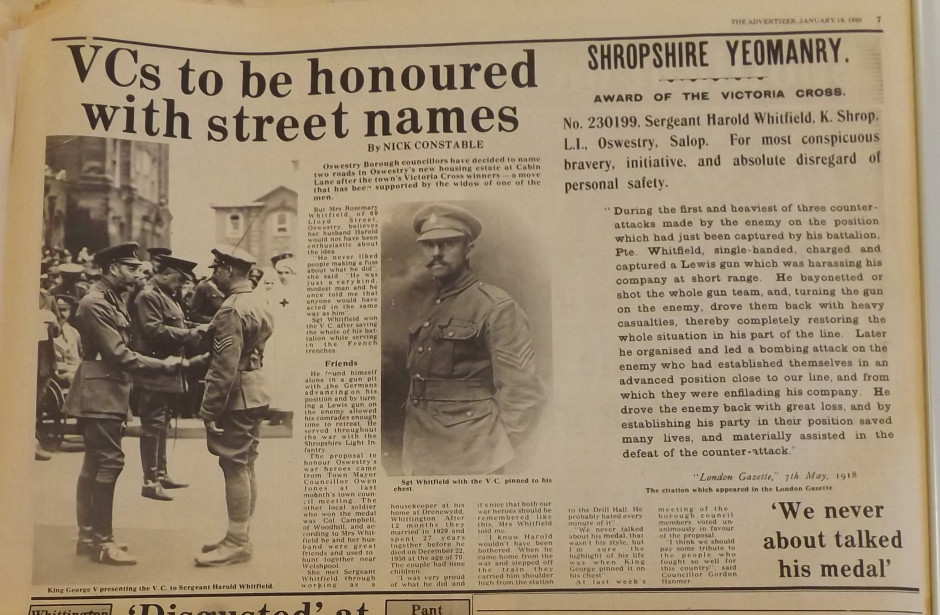 THE ADVERTIZER, JANUARY 7
VCs to be honoured
with street names
By NICK CONSTABLE
Oswestry Borough councillors have decided to name
two roads in Oswestry's new housing estate at Cabin
Lane after the town's Victoria Cross winners — a move
that has been supported by the widow of one of the
men.
But Mrs Rosemary
Whitfield, of 69
Lloyd Street,
Oswestry, believes
her husband Harold
would not have been
enthusiastic about
the idea.
"He never liked
people making a fuss
about what he did",
she said. "He was
just a very kind,
modest man and he
once told me that
anyone would have
acted in the same
way as him".
Sgt Whitfield won
the V.C. after saving
the whole of his bat-
talion while serving
in the French
trenches.
Friends
He found himself
alone in a gun pit
with the Germans
advancing on his
position and by turn-
ing a Lewis gun on
the enemy allowed
his comrades enough
time to retreat. He
served throughout
the war with the
Shropshire Light In-
fantry.
The proposal to
honour Oswestry's
war heroes came
from Town Mayor
Councillor Owen
Jones at last
month's town coun-
cil meeting. The
other local soldier
who won the medal
was Col. Campbell,
of Woodhill, and ac-
cording to Mrs Whit-
field he and her hus-
band were great
friends and used to
hunt together near
Welshpool.
She met Sergeant
Whitfield through
working as a
housekeeper at his
home at Drenewydd,
Whittington. After
12 months they
married in 1929 and
spent 27 years
together before he
died on December 22,
1956 at the age of 70.
The couple had nine
children.
"I was very proud
of what he did and
it's nice that both our
war heroes should be
remembered like
this, Mrs Whitfield
told me.
"I know Harold
wouldn't have been
bothered. When he
came home from the
war and stepped off
the train they
carried him shoulder
high from the station
to the Drill Hall. He
probably hated every
minute of it"
"We never talked
about his medal, that
wasn't his style, but
I'm sure the
highlight of his life
was when King
George pinned it on
his chest"
At last week's
meeting of the
borough council
members voted un-
animously in favour
of the proposal.
"I think we should
pay some tribute to
the people who
fought so well for
this country", said
Councillor Gordon
Hanmer.
Sgt Whitfield with the V.C. pinned to his
chest.
King George V presenting the V.C. to Sergeant Harold Whitfield.
SHROPSHIRE YEOMANRY.
AWARD OF THE VICTORIA CROSS.
No. 230199, Sergeant Harold Whitfield, K. Shrop.
L.I., Oswestry, Salop. For most conspicuous
bravery, initiative, and absolute disregard of
personal safety.
"During the first and heaviest of three counter-
attacks made by the enemy on the position
which had just been captured by his battalion,
Pte. Whitfield, single-handed, charged and
captured a Lewis gun which was harassing his
company at short range. He bayonetted or
shot the whole gun team, and, turning the gun
on the enemy, drove them back with heavy
casualties, thereby completely restoring the
whole situation in his part of the line. Later
he organised and led a bombing attack on the
enemy who had established themselves in an
advanced position close to our line, and from
which they were enfilading his company. He
drove the enemy back with great loss, and by
establishing his party in their position saved
many lives, and materially assisted in the
defeat of the counter-attack."
"London Gazette," 7th May, 1918
The citation which appeared in the London Gazette
'We never
about talked
his medal'
Whittington
'Disgusted' at
Pant